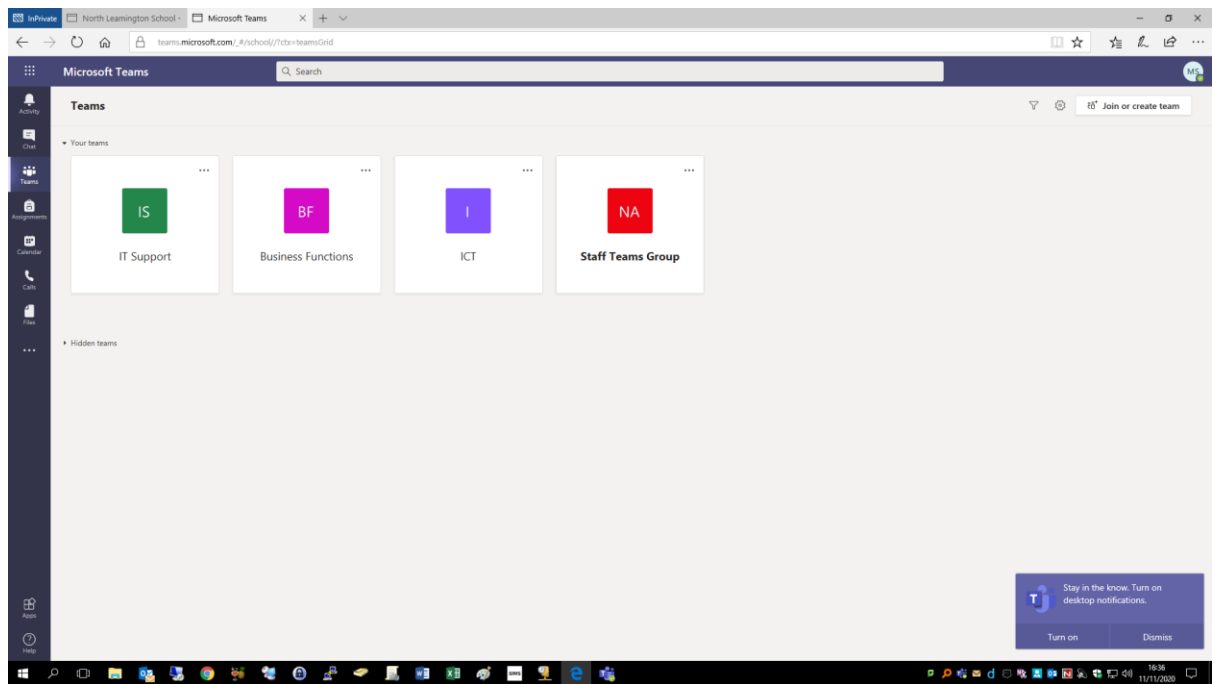 InPrivate North Leamington School - Microsoft Teams
teams.microsoft.com/_#/school//?ctx=teamsGrid
Microsoft Teams Search MS
Activity
Teams Join or create team
Chat
Your teams
Teams
IS BF I NA
Assignments
IT Support Business Functions ICT Staff Teams Group
Calendar
Calls
Files
Hidden teams
Stay in the know. Turn on
desktop notifications.
T
Apps
Turn on Dismiss
Help
16:36
11/11/2020